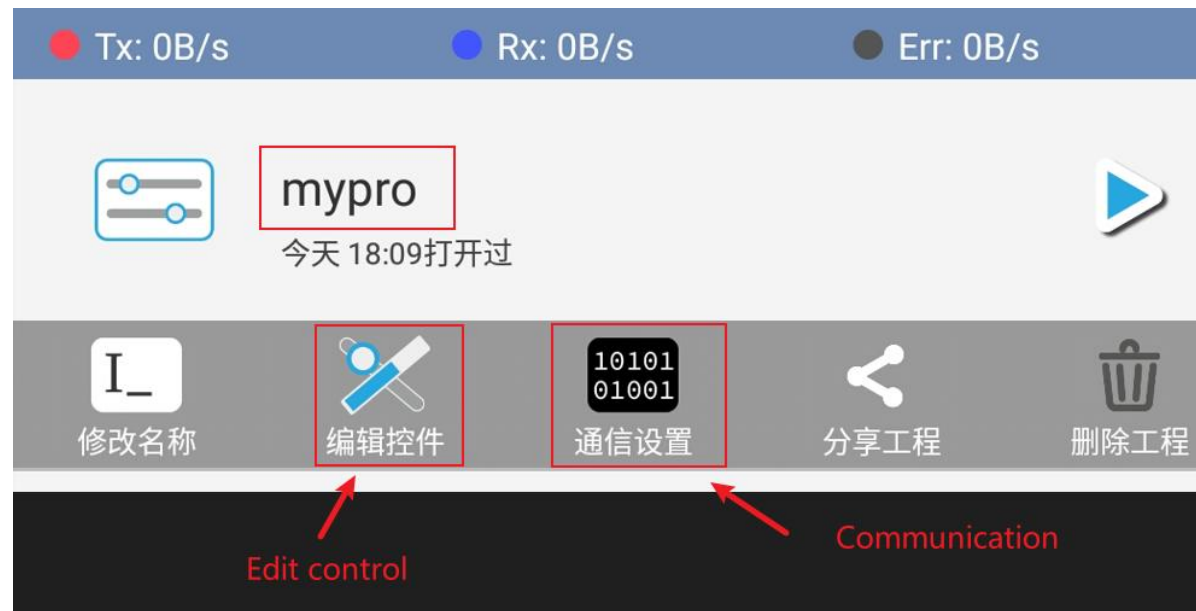 Tx: 0B/s Rx: 0B/s Err: 0B/s
mypro
今天 18:09打开过
I_
10101
01001
修改名称 编辑控件 通信设置 分享工程 删除工程
Edit control
Communication